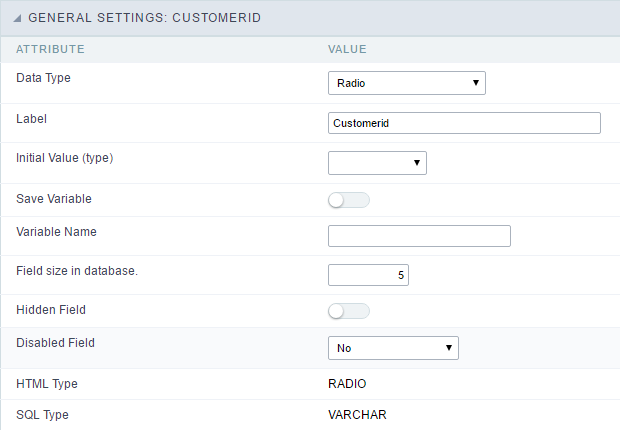 GENERAL SETTINGS: CUSTOMERID
ATTRIBUTE VALUE
Data Type Radio
Label Customerid
Initial Value (type)
Save Variable
Variable Name
Field size in database. 5
Hidden Field
Disabled Field No
HTML Type RADIO
SQL Type VARCHAR